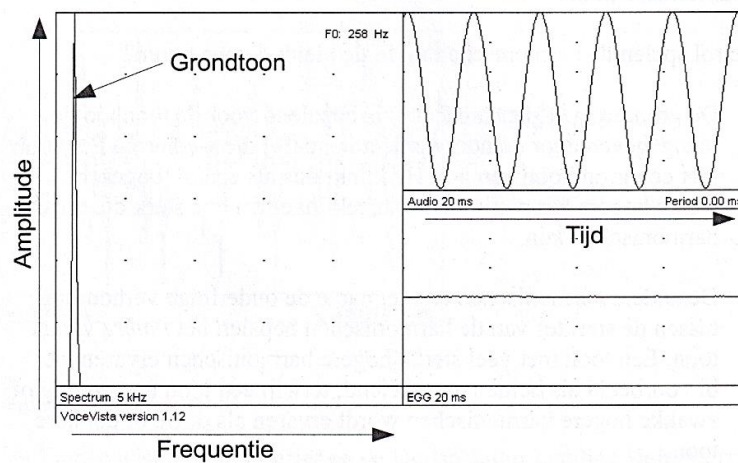 F0: 258 Hz
Grondtoon
Amplitude
Audio 20 ms
Period 0.00 ms
Tijd
Spectrum 5 kHz
EGG 20 ms
VoceVista version 1.12
Frequentie